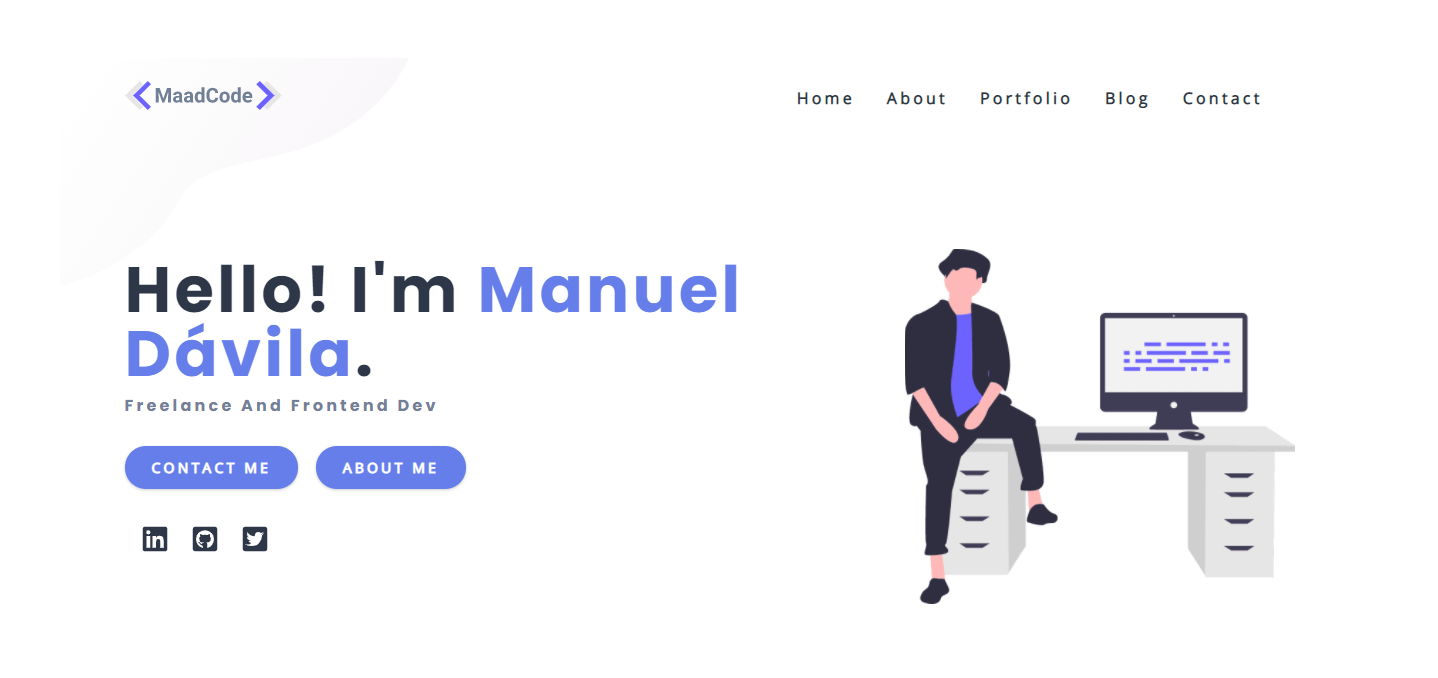 MaadCode
Home About Portfolio Blog Contact
Hello! I'm Manuel
Dávila.
Freelance And Frontend Dev
CONTACT ME ABOUT ME